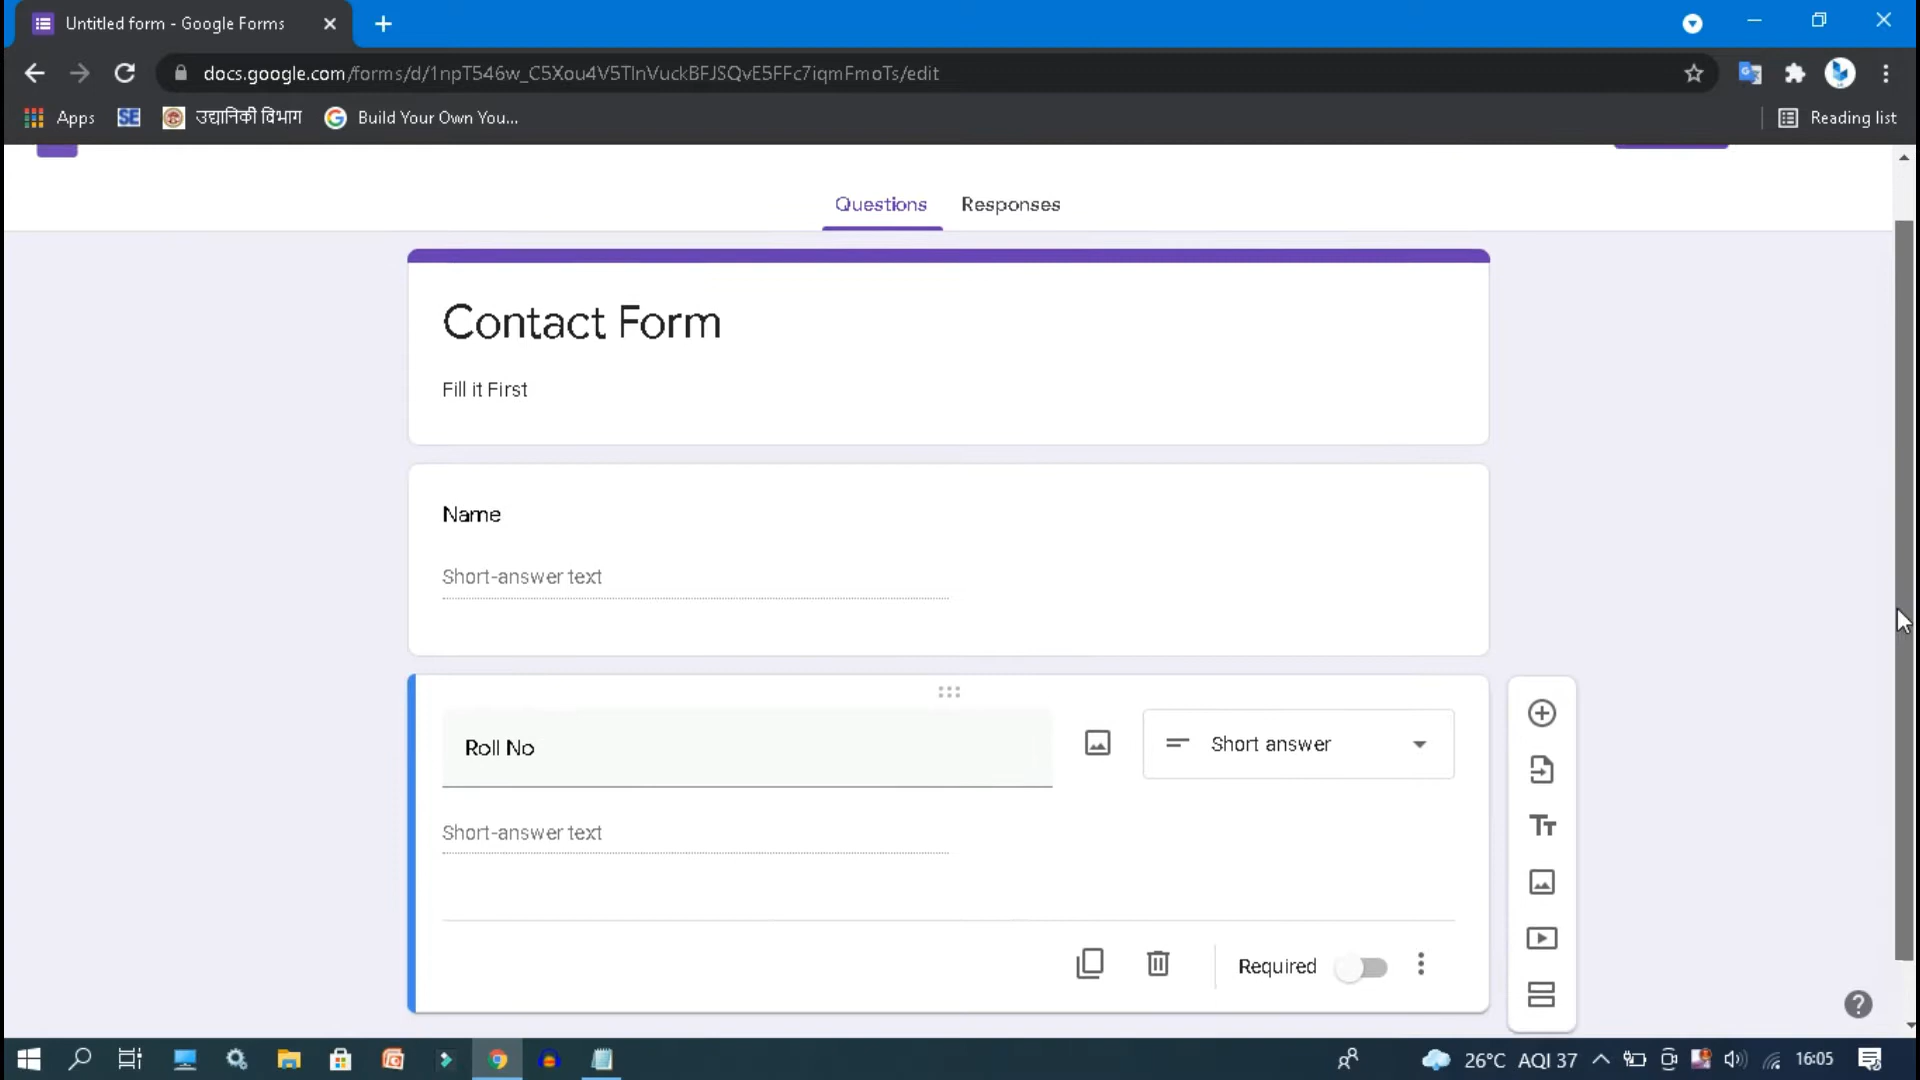 Untitled form - Google Forms
docs.google.com/forms/d/1npT546w_C5Xou4V5TlnVuckBFJSQvE5FFc7iqmFmoTs/edit
Apps SE उद्यानिकी विभाग Build Your Own You... Reading list
Questions Responses
Contact Form
Fill it First
Name
Short-answer text
Roll No Short answer
Short-answer text
Required
26°C AQI 37 16:05